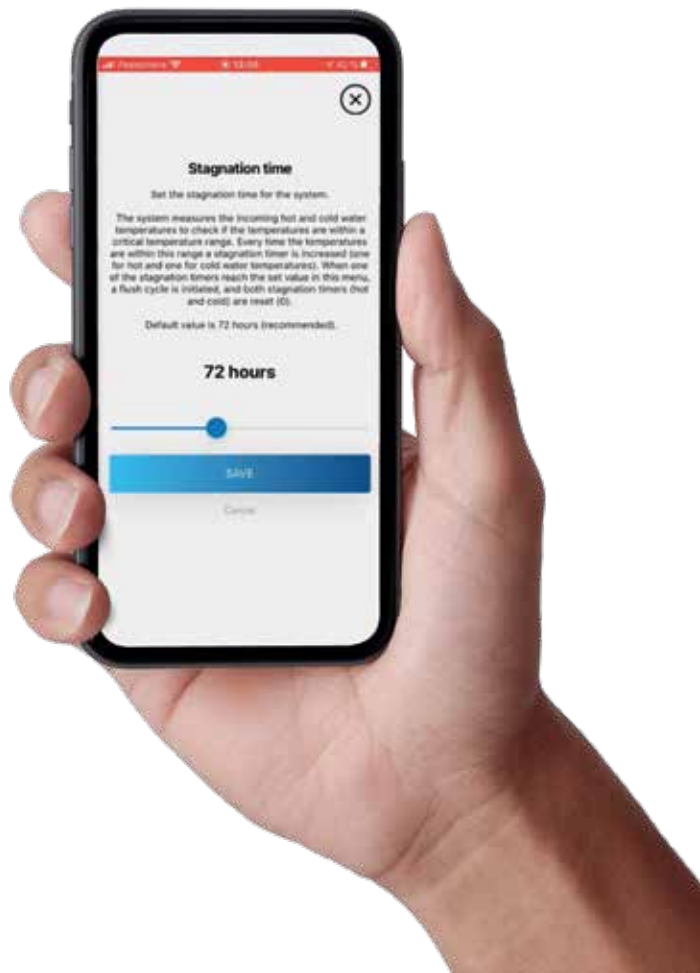 13:05
Stagnation time
Set the stagnation time for the system.
The system measures the incoming hot and cold water
temperatures to check if the temperatures are within a
critical temperature range. Every time the temperatures
are within this range a stagnation timer is increased (one
for hot and one for cold water temperatures). When one
of the stagnation timers reach the set value in this menu,
a flush cycle is initiated, and both stagnation timers (hot
and cold) are reset (0).
Default value is 72 hours (recommended).
72 hours
SAVE
Cancel